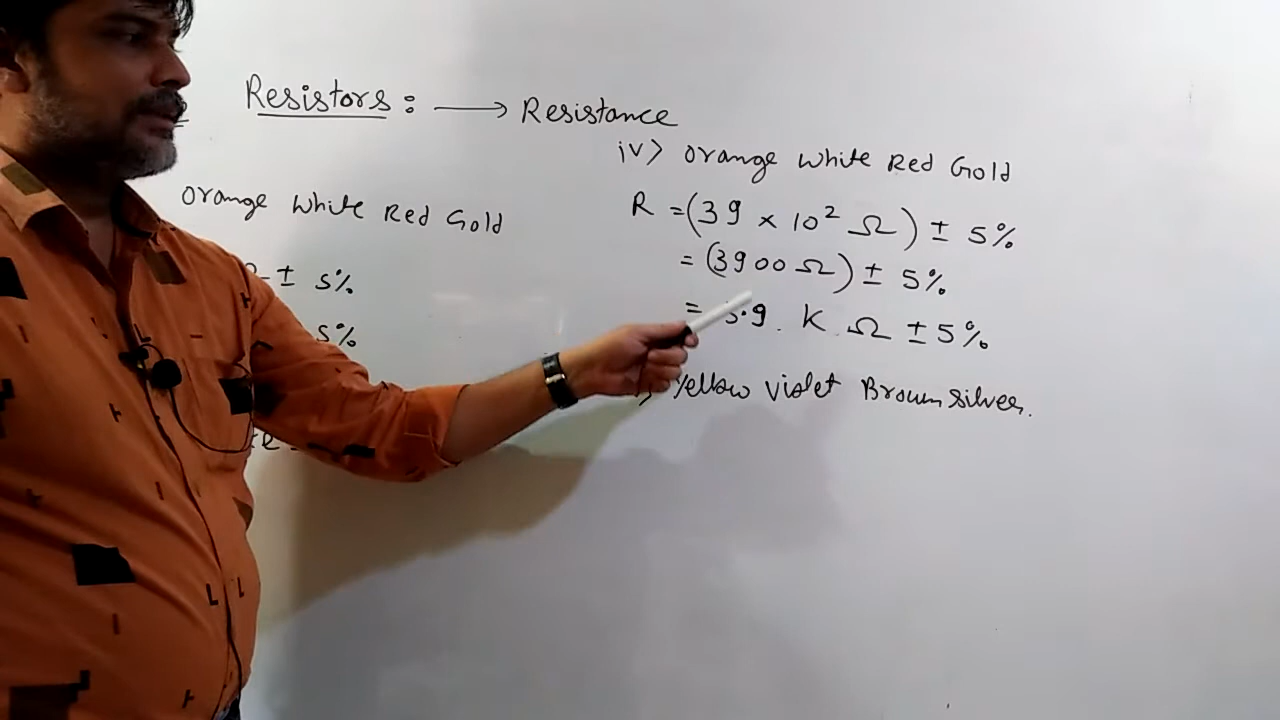 Resistors : → Resistance
Orange White Red Gold
± 5%
5%
iv) Orange White Red Gold
R = (39 × 10² Ω) ± 5%
= (3900 Ω) ± 5%
= 3.9 K Ω ± 5%
Yellow Violet Brown Silver.